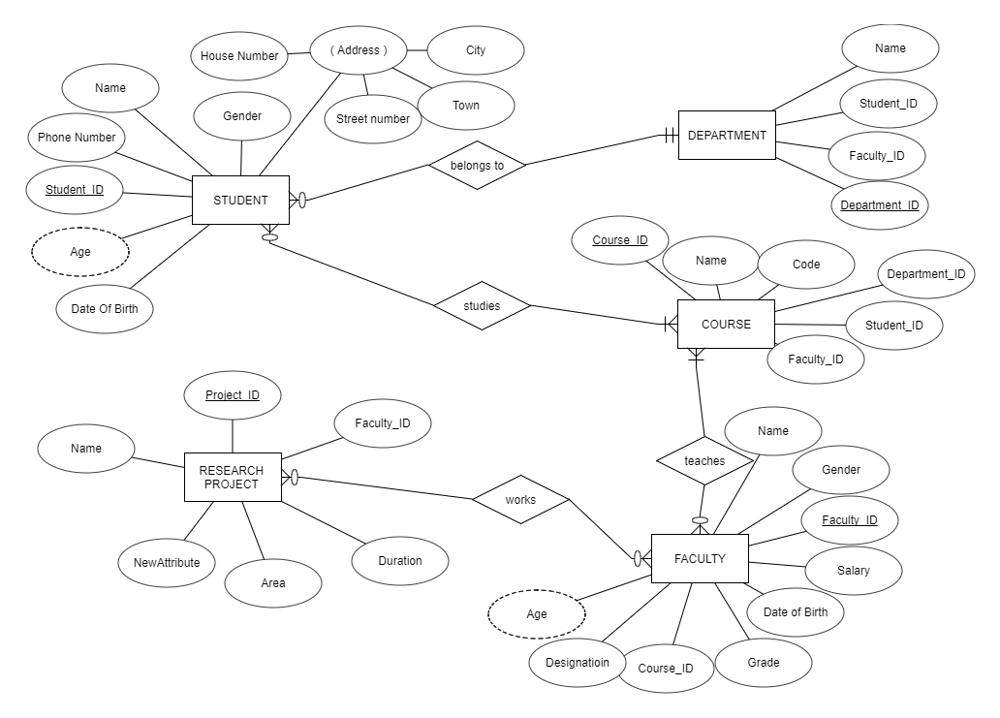 House Number
( Address )
City
Name
Name
Gender
Street number
Town
Student_ID
Phone Number
DEPARTMENT
belongs to
Faculty_ID
Student_ID
STUDENT
Department_ID
Age
Course_ID
Name
Code
Department_ID
Date Of Birth
studies
COURSE
Student_ID
Faculty_ID
Project_ID
Faculty_ID
Name
Name
teaches
Gender
RESEARCH
PROJECT
works
Faculty_ID
NewAttribute
Duration
FACULTY
Salary
Area
Age
Date of Birth
Designatioin
Course_ID
Grade